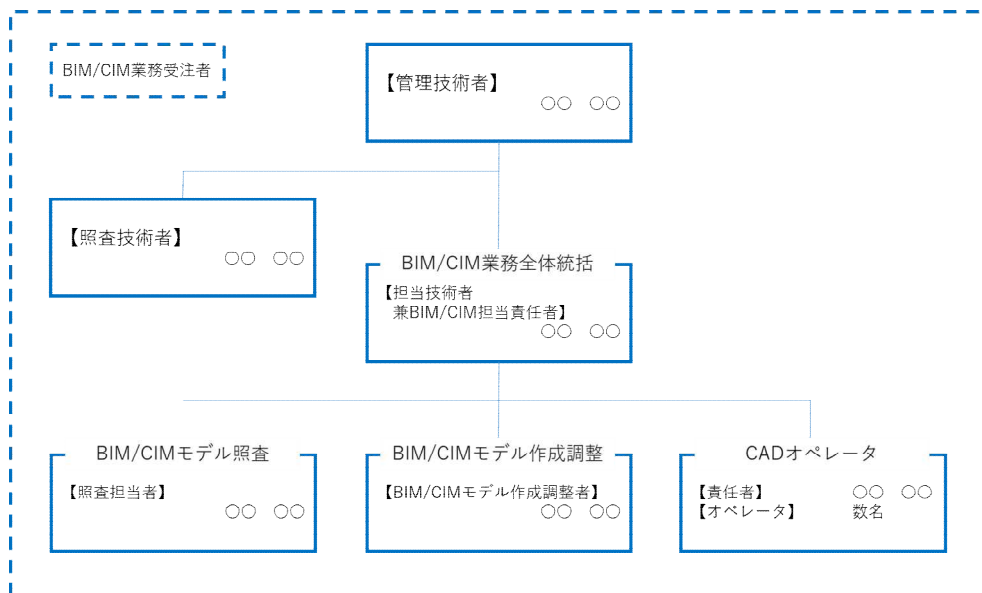 BIM/CIM業務受注者
【管理技術者】
○○ ○○
【照査技術者】
○○ ○○
BIM/CIM業務全体統括
【担当技術者
兼BIM/CIM担当責任者】
○○ ○○
BIM/CIMモデル照査
【照査担当者】
○○ ○○
BIM/CIMモデル作成調整
【BIM/CIMモデル作成調整者】
○○ ○○
CADオペレータ
【責任者】 ○○ ○○
【オペレータ】 数名